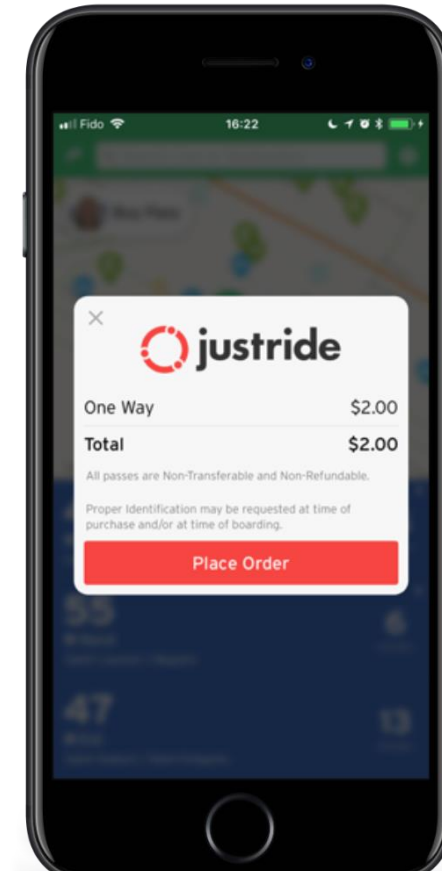 Fido
16:22
Buy Pass
justride
One Way $2.00
Total $2.00
All passes are Non-Transferable and Non-Refundable.
Proper Identification may be requested at time of
purchase and/or at time of boarding.
Place Order
55
6
47
13